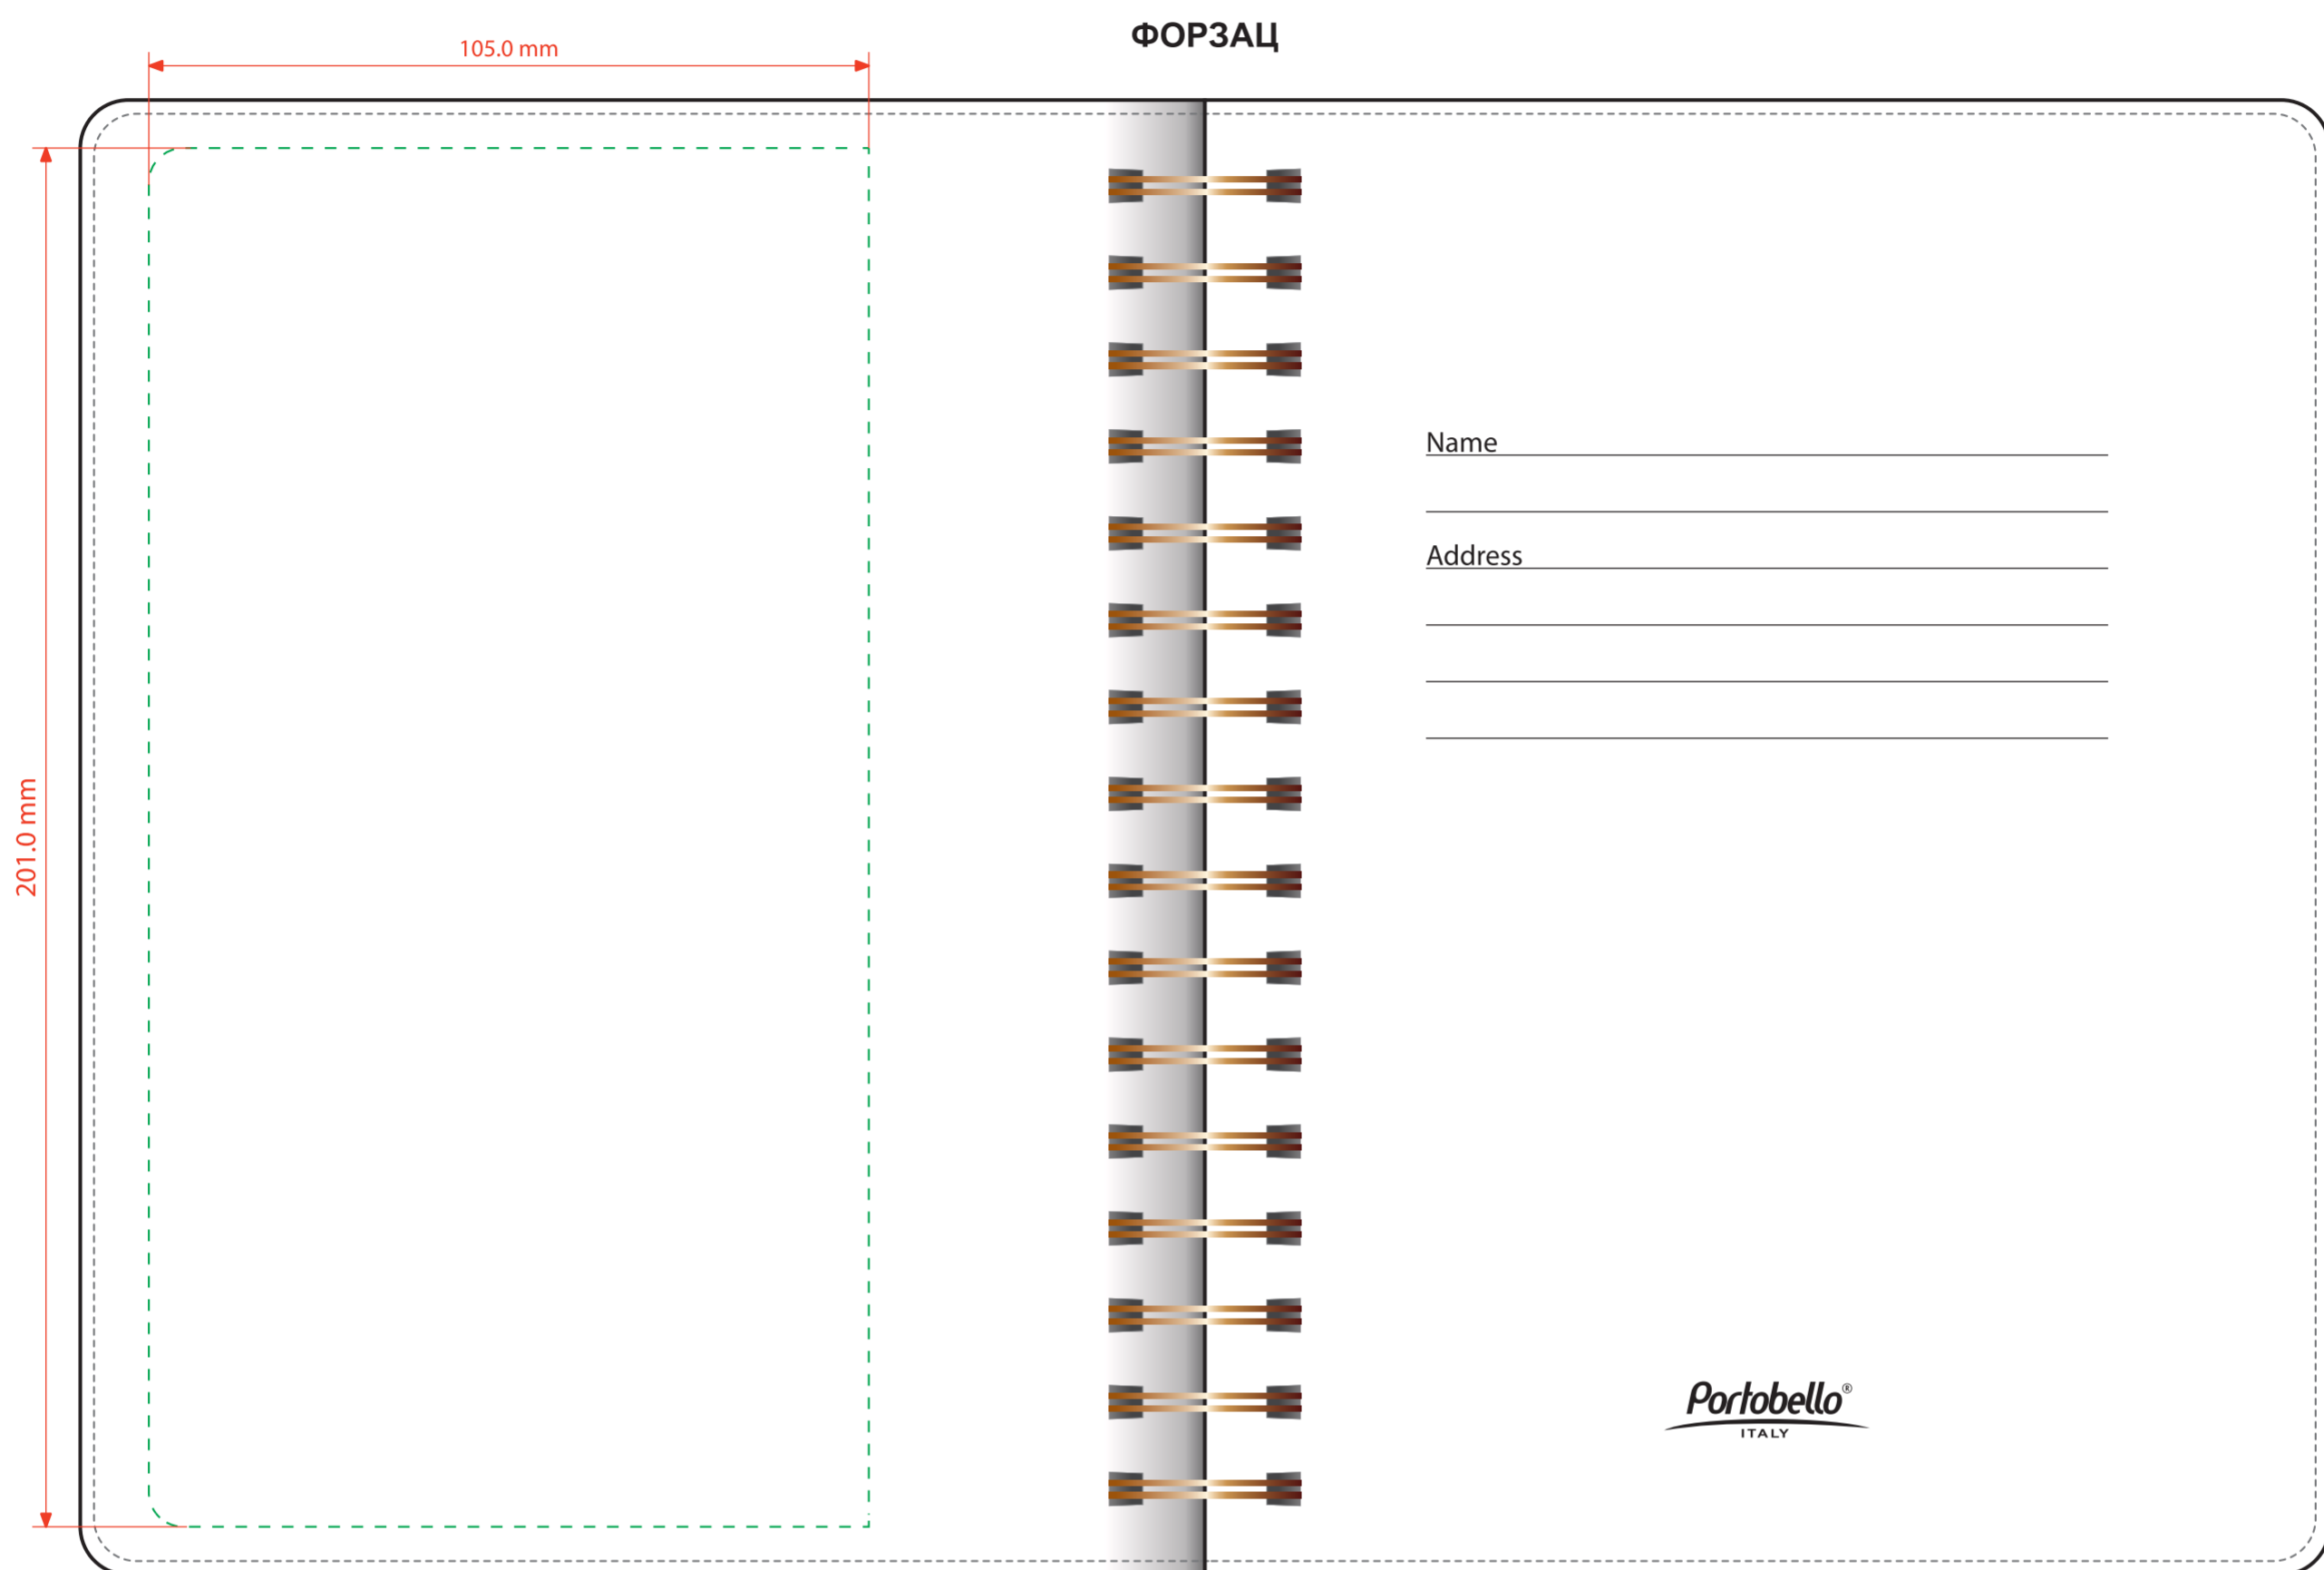 ФОРЗАЦ
105.0 mm
201.0 mm
Name
Address
Portobello®
ITALY